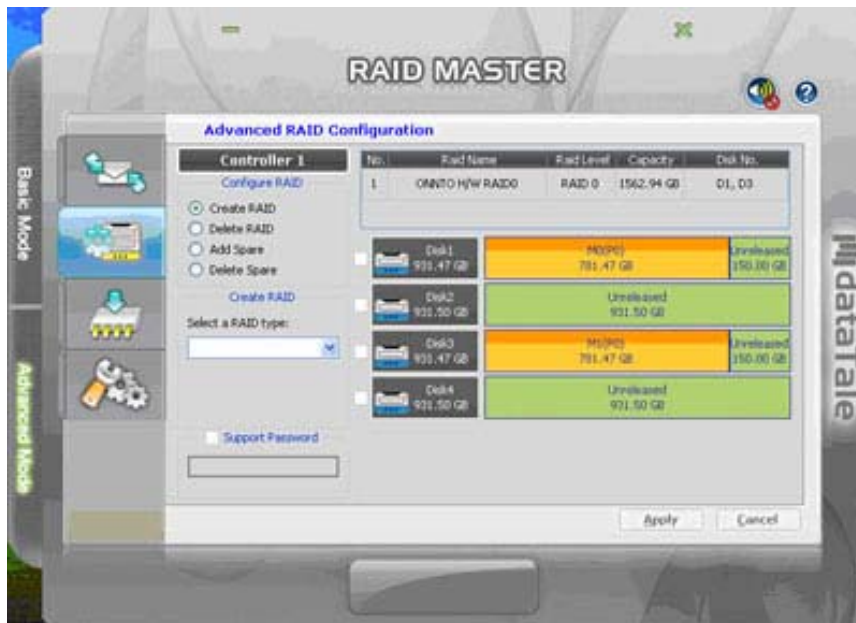 RAID MASTER
Advanced RAID Configuration
Basic Mode
Advanced Mode
Controller 1
Configure RAID
Create RAID
Delete RAID
Add Spare
Delete Spare
Create RAID
Select a RAID type:
Support Password
No. Raid Name Raid Level Capacity Disk No.
1 ONNTO H/W RAID0 RAID 0 1562.94 GB D1, D3
Disk1
931.47 GB
M0(P0)
781.47 GB
Unreleased
150.00 GB
Disk2
931.50 GB
Unreleased
931.50 GB
Disk3
931.47 GB
M1(P0)
781.47 GB
Unreleased
150.00 GB
Disk4
931.50 GB
Unreleased
931.50 GB
Apply Cancel
dataTale